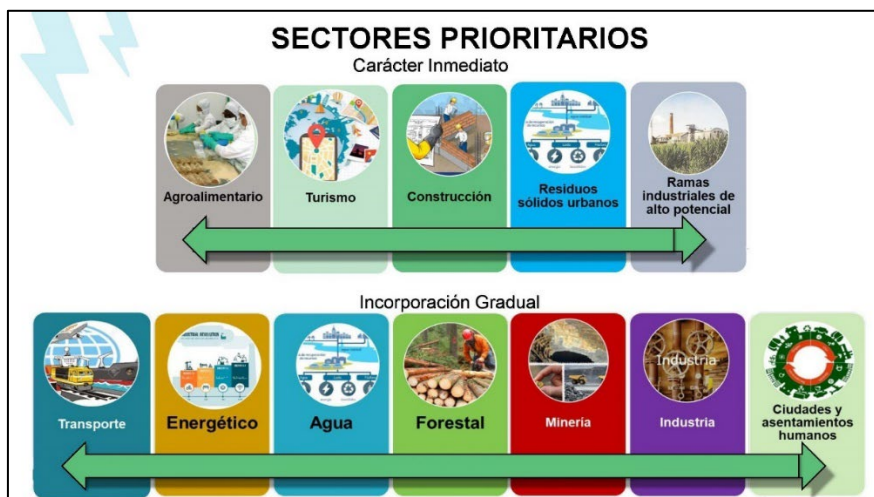 SECTORES PRIORITARIOS
Carácter Inmediato
Agroalimentario
Turismo
Construcción
Residuos
sólidos urbanos
Ramas
industriales de
alto potencial
Incorporación Gradual
Transporte
Energético
Agua
Forestal
Minería
Industria
Industria
Ciudades y
asentamientos
humanos